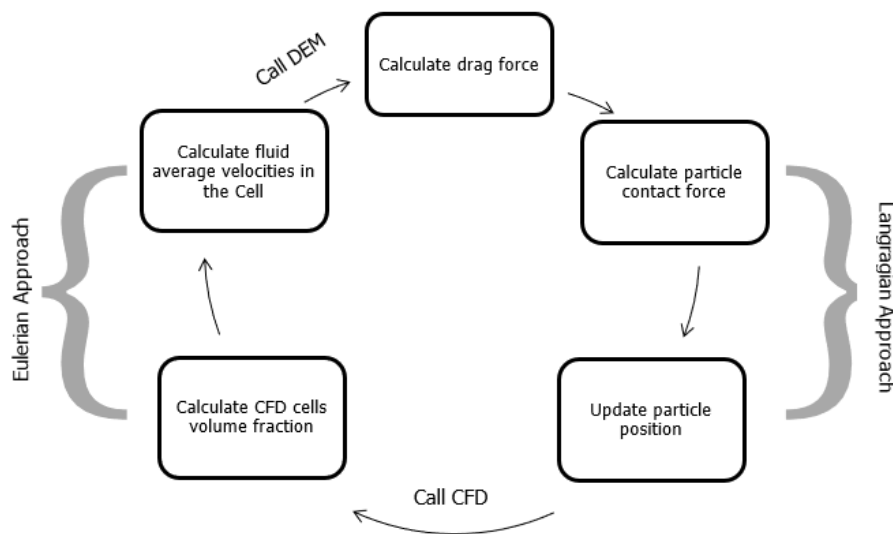 Call DEM
Calculate drag force
Calculate fluid
average velocities in
the Cell
Calculate particle
contact force
Eulerian Approach
Langragian Approach
Calculate CFD cells
volume fraction
Update particle
position
Call CFD